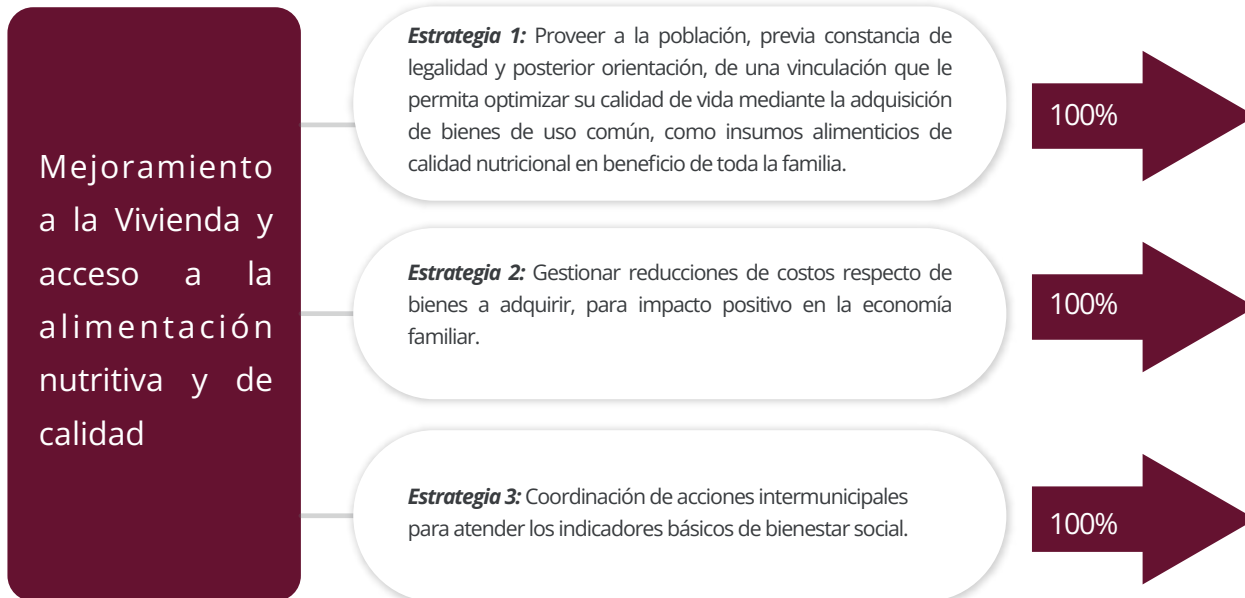 Mejoramiento
a la Vivienda y
acceso a la
alimentación
nutritiva y de
calidad
Estrategia 1: Proveer a la población, previa constancia de
legalidad y posterior orientación, de una vinculación que le
permita optimizar su calidad de vida mediante la adquisición
de bienes de uso común, como insumos alimenticios de
calidad nutricional en beneficio de toda la familia.
100%
Estrategia 2: Gestionar reducciones de costos respecto de
bienes a adquirir, para impacto positivo en la economía
familiar.
100%
Estrategia 3: Coordinación de acciones intermunicipales
para atender los indicadores básicos de bienestar social.
100%